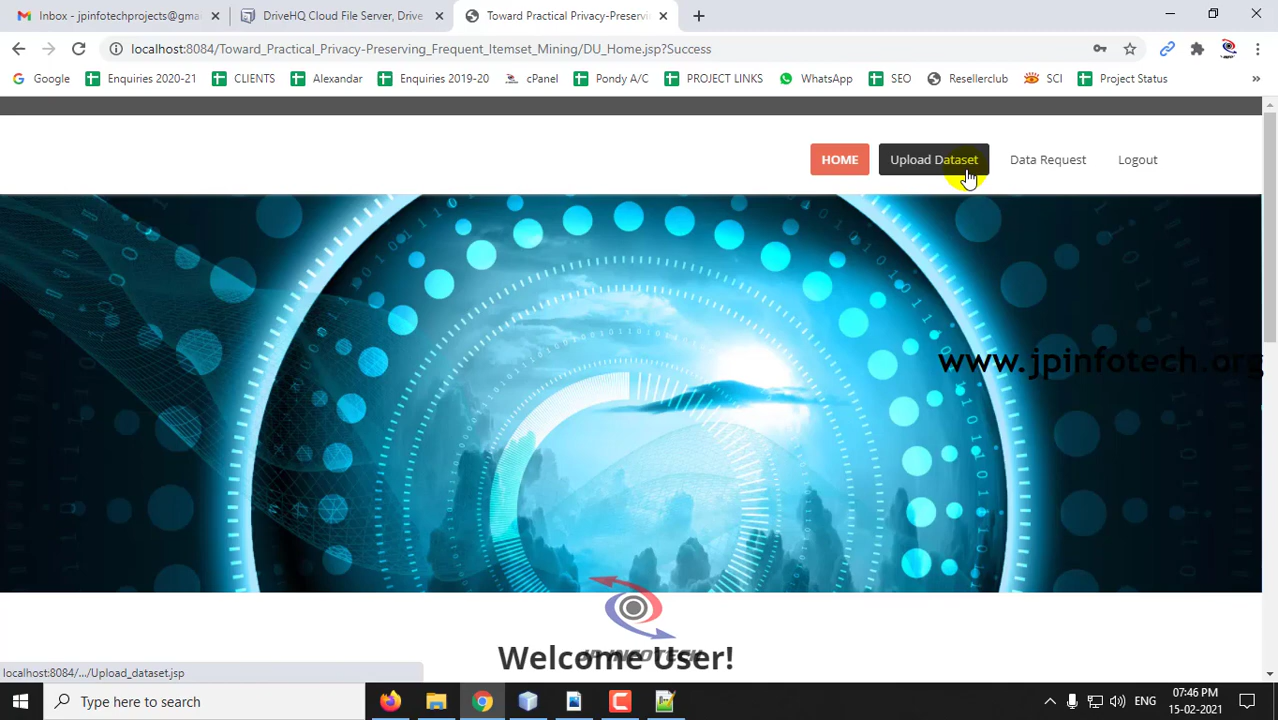 Inbox - jpinfotechprojects@gma
DriveHQ Cloud File Server, Drive
Toward Practical Privacy-Preservi
localhost:8084/Toward_Practical_Privacy-Preserving_Frequent_Itemset_Mining/DU_Home.jsp?Success
Google
Enquiries 2020-21
CLIENTS
Alexandar
Enquiries 2019-20
cPanel
Pondy A/C
PROJECT LINKS
WhatsApp
SEO
Resellerclub
SCI
Project Status
HOME
Upload Dataset
Data Request
Logout
www.jpinfotech.org
JP INFOTECH
Welcome User!
localhost:8084/.../Upload_dataset.jsp
Type here to search
ENG
07:46 PM
15-02-2021